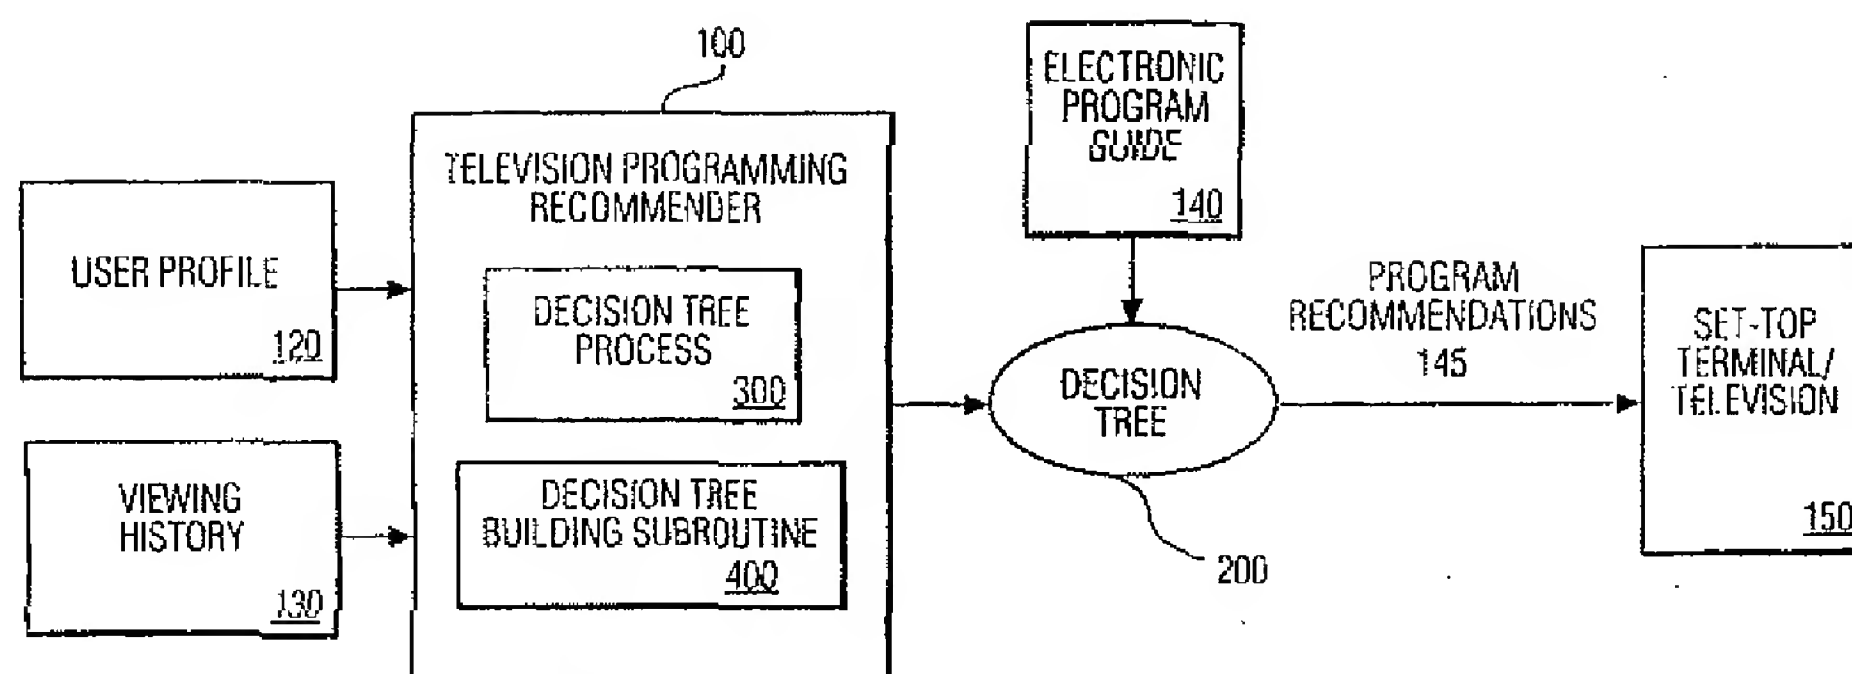 100
TELEVISION PROGRAMMING
RECOMMENDER
USER PROFILE
120
VIEWING
HISTORY
130
DECISION TREE
PROCESS
300
DECISION TREE
BUILDING SUBROUTINE
400
ELECTRONIC
PROGRAM
GUIDE
140
DECISION
TREE
200
PROGRAM
RECOMMENDATIONS
145
SET-TOP
TERMINAL/
TELEVISION
150